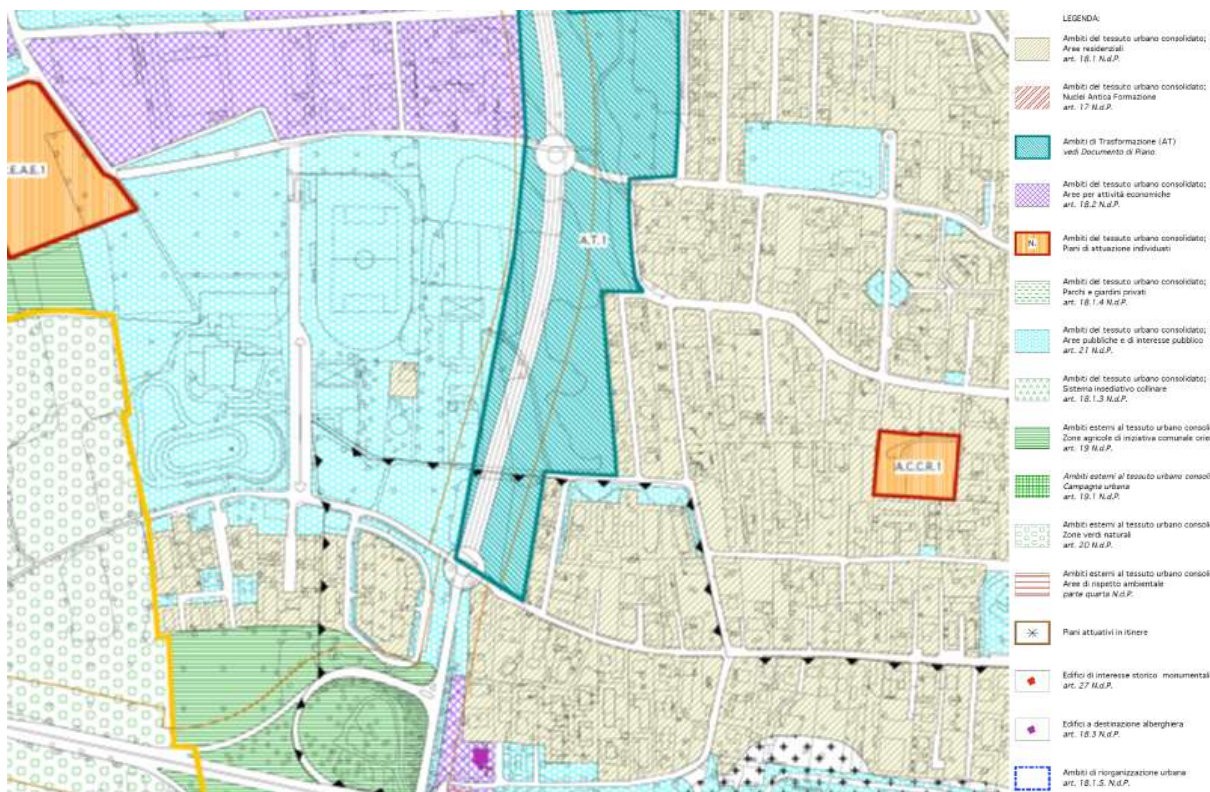 LEGENDA:
Ambiti del tessuto urbano consolidato;
Aree residenziali
art. 18.1 N.d.P.
Ambiti del tessuto urbano consolidato;
Nuclei Antica Formazione
art. 17 N.d.P.
Ambiti di Trasformazione (AT)
vedi Documento di Piano
Ambiti del tessuto urbano consolidato;
Aree per attività economiche
art. 18.2 N.d.P.
N.
Ambiti del tessuto urbano consolidato;
Piani di attuazione individuati
Ambiti del tessuto urbano consolidato;
Parchi e giardini privati
art. 18.1.4 N.d.P.
Ambiti del tessuto urbano consolidato;
Aree pubbliche e di interesse pubblico
art. 21 N.d.P.
Ambiti del tessuto urbano consolidato;
Sistema insediativo collinare
art. 18.1.3 N.d.P.
Ambiti esterni al tessuto urbano consoli
Zone agricole di iniziativa comunale orie
art. 19 N.d.P.
Ambiti esterni al tessuto urbano consoli
Campagna urbana
art. 19.1 N.d.P.
Ambiti esterni al tessuto urbano consoli
Zone verdi naturali
art. 20 N.d.P.
Ambiti esterni al tessuto urbano consoli
Aree di rispetto ambientale
parte quarta N.d.P.
Piani attuativi in itinere
Edifici di interesse storico monumentali
art. 27 N.d.P.
Edifici a destinazione alberghiera
art. 18.3 N.d.P.
Ambiti di riorganizzazione urbana
art. 18.1.5. N.d.P.
.E.A.E.1
A.T.1
A.C.C.R.1